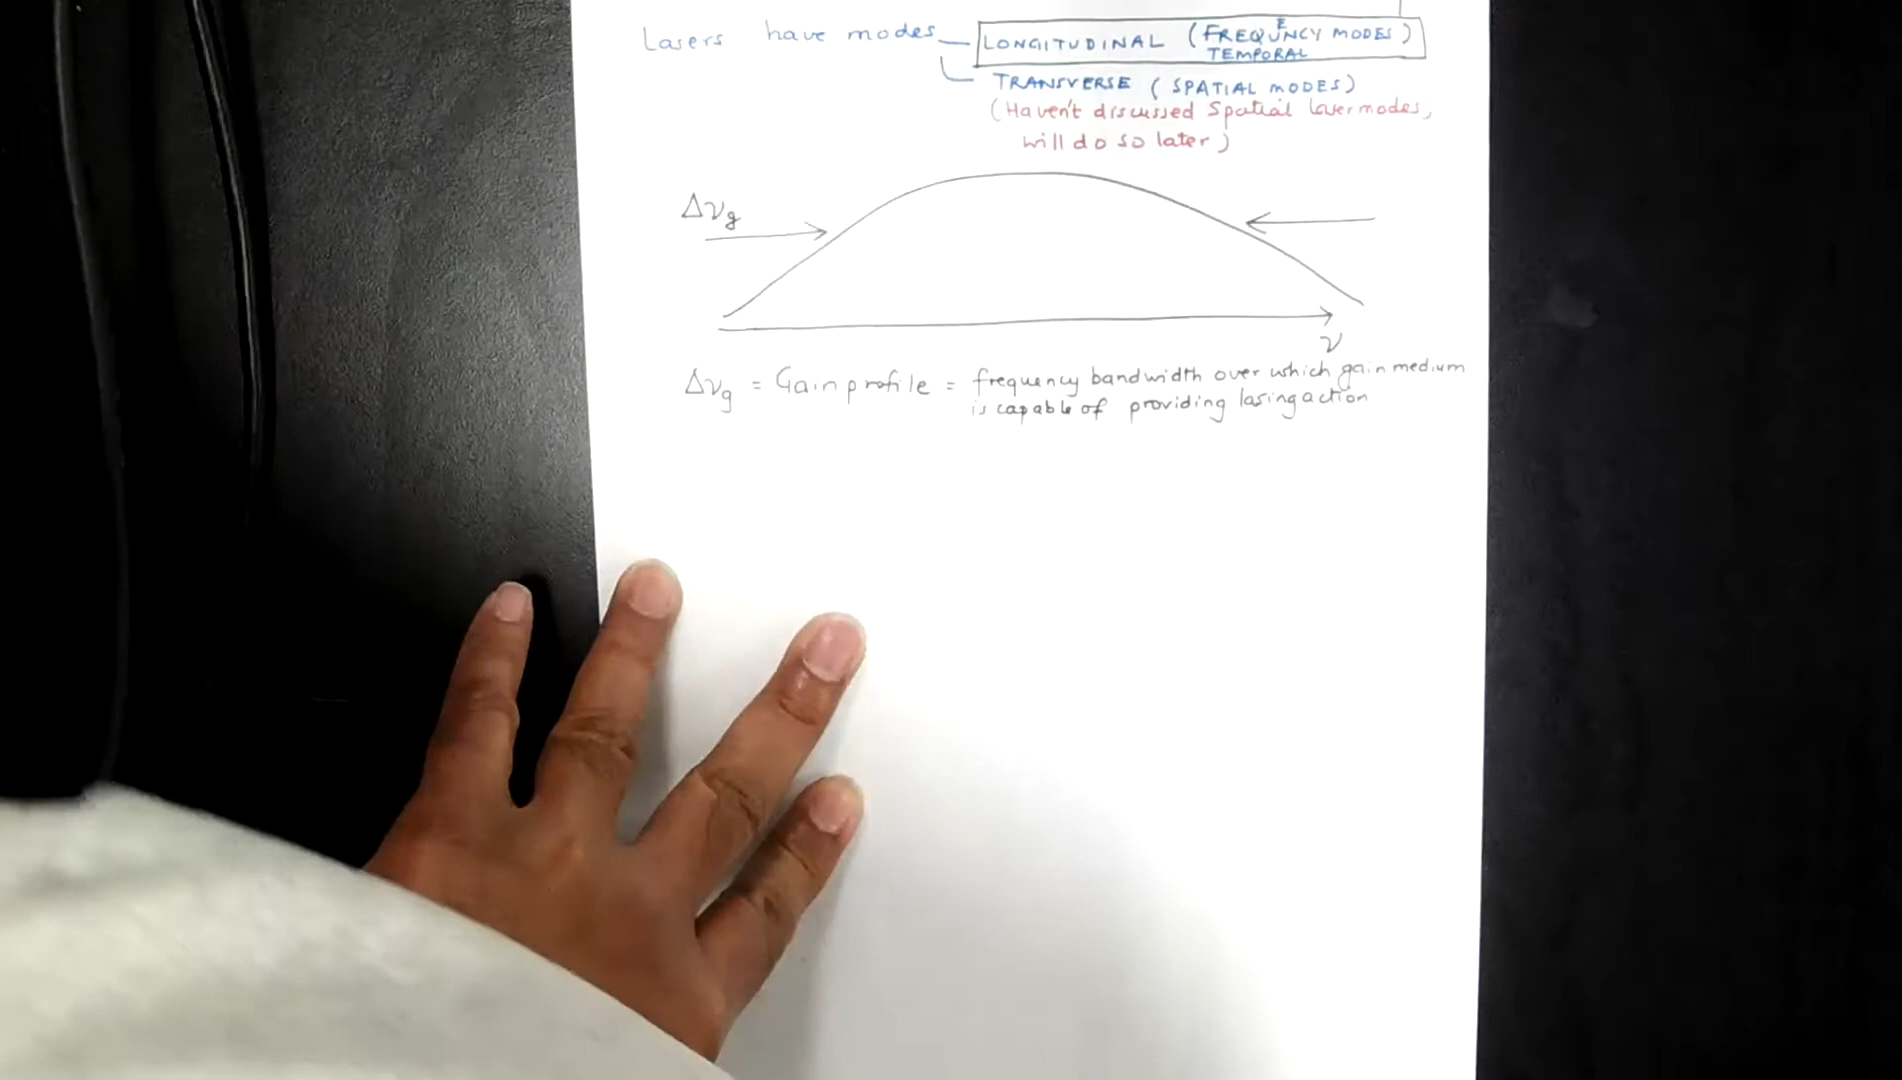 Lasers have modes LONGITUDINAL (FREQUENCY MODES)
TEMPORAL
TRANSVERSE (SPATIAL MODES)
(Haven't discussed Spatial laser modes,
will do so later)
Δνg
ν
Δνg = Gain profile = frequency bandwidth over which gain medium
is capable of providing lasing action